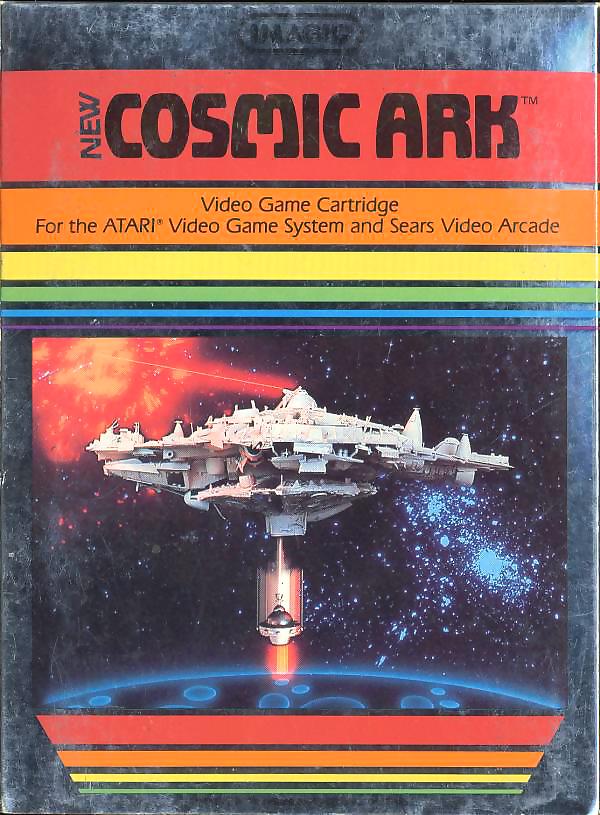 IMAGIC
NEW COSMIC ARK™
Video Game Cartridge
For the ATARI® Video Game System and Sears Video Arcade